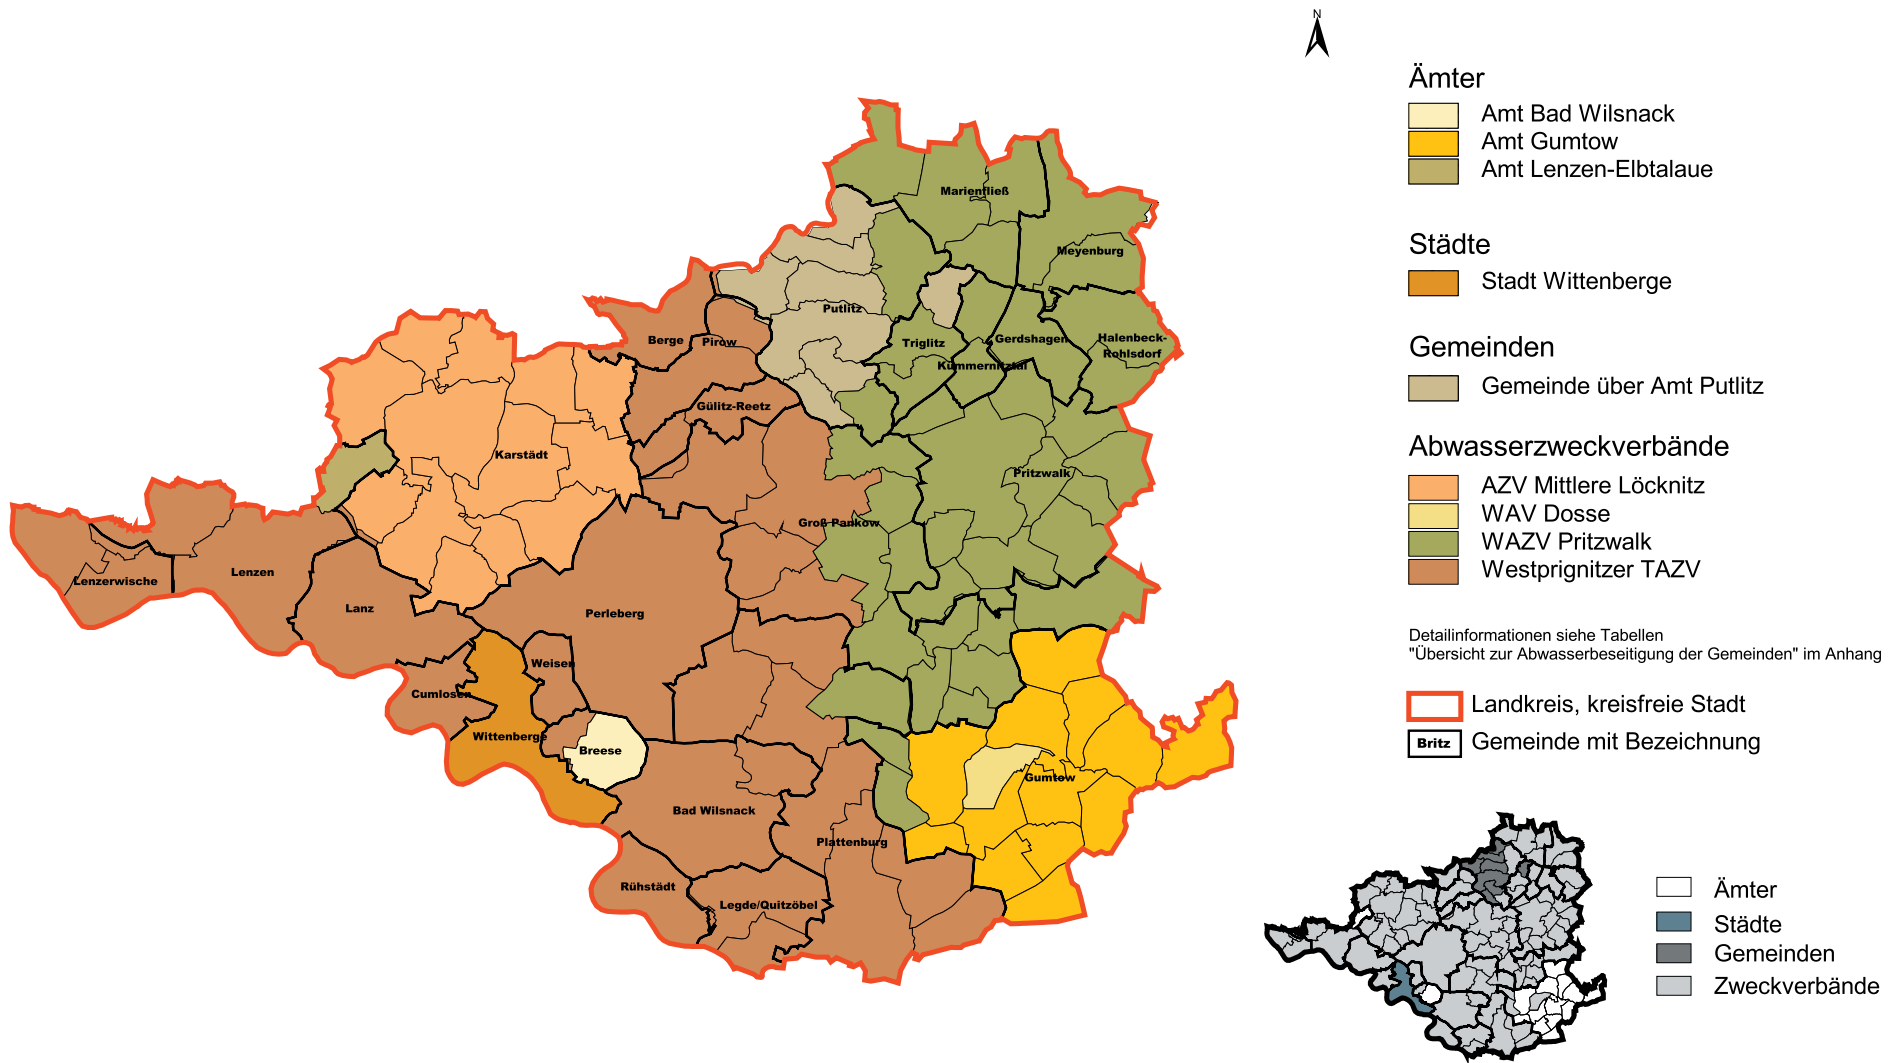 N
Ämter
Amt Bad Wilsnack
Amt Gumtow
Amt Lenzen-Elbtalaue
Städte
Stadt Wittenberge
Gemeinden
Gemeinde über Amt Putlitz
Abwasserzweckverbände
AZV Mittlere Löcknitz
WAV Dosse
WAZV Pritzwalk
Westprignitzer TAZV
Detailinformationen siehe Tabellen
"Übersicht zur Abwasserbeseitigung der Gemeinden" im Anhang
Landkreis, kreisfreie Stadt
Britz Gemeinde mit Bezeichnung
Marienfließ
Meyenburg
Putlitz
Berge
Pirow
Triglitz
Gerdshagen
Halenbeck-
Rohlsdorf
Kümmernitztal
Gülitz-Reetz
Karstädt
Pritzwalk
Groß Pankow
Lenzerwische
Lenzen
Lanz
Perleberg
Weisen
Cumlosen
Wittenberge
Breese
Gumtow
Bad Wilsnack
Plattenburg
Rühstädt
Legde/Quitzöbel
Ämter
Städte
Gemeinden
Zweckverbände